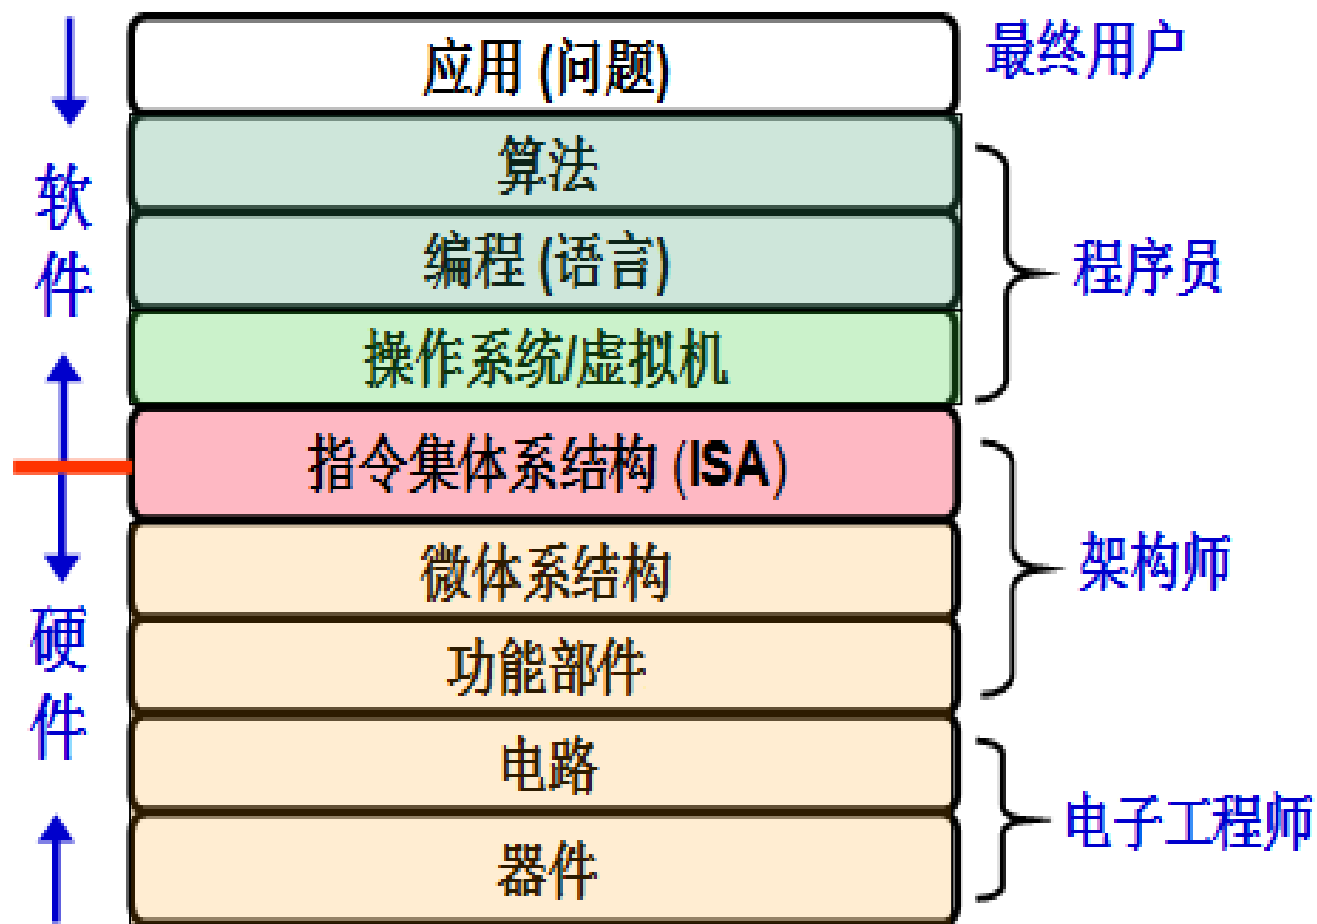 应用 (问题)
最终用户
算法
编程 (语言)
操作系统/虚拟机
程序员
软件
指令集体系结构 (ISA)
微体系结构
功能部件
架构师
硬件
电路
器件
电子工程师